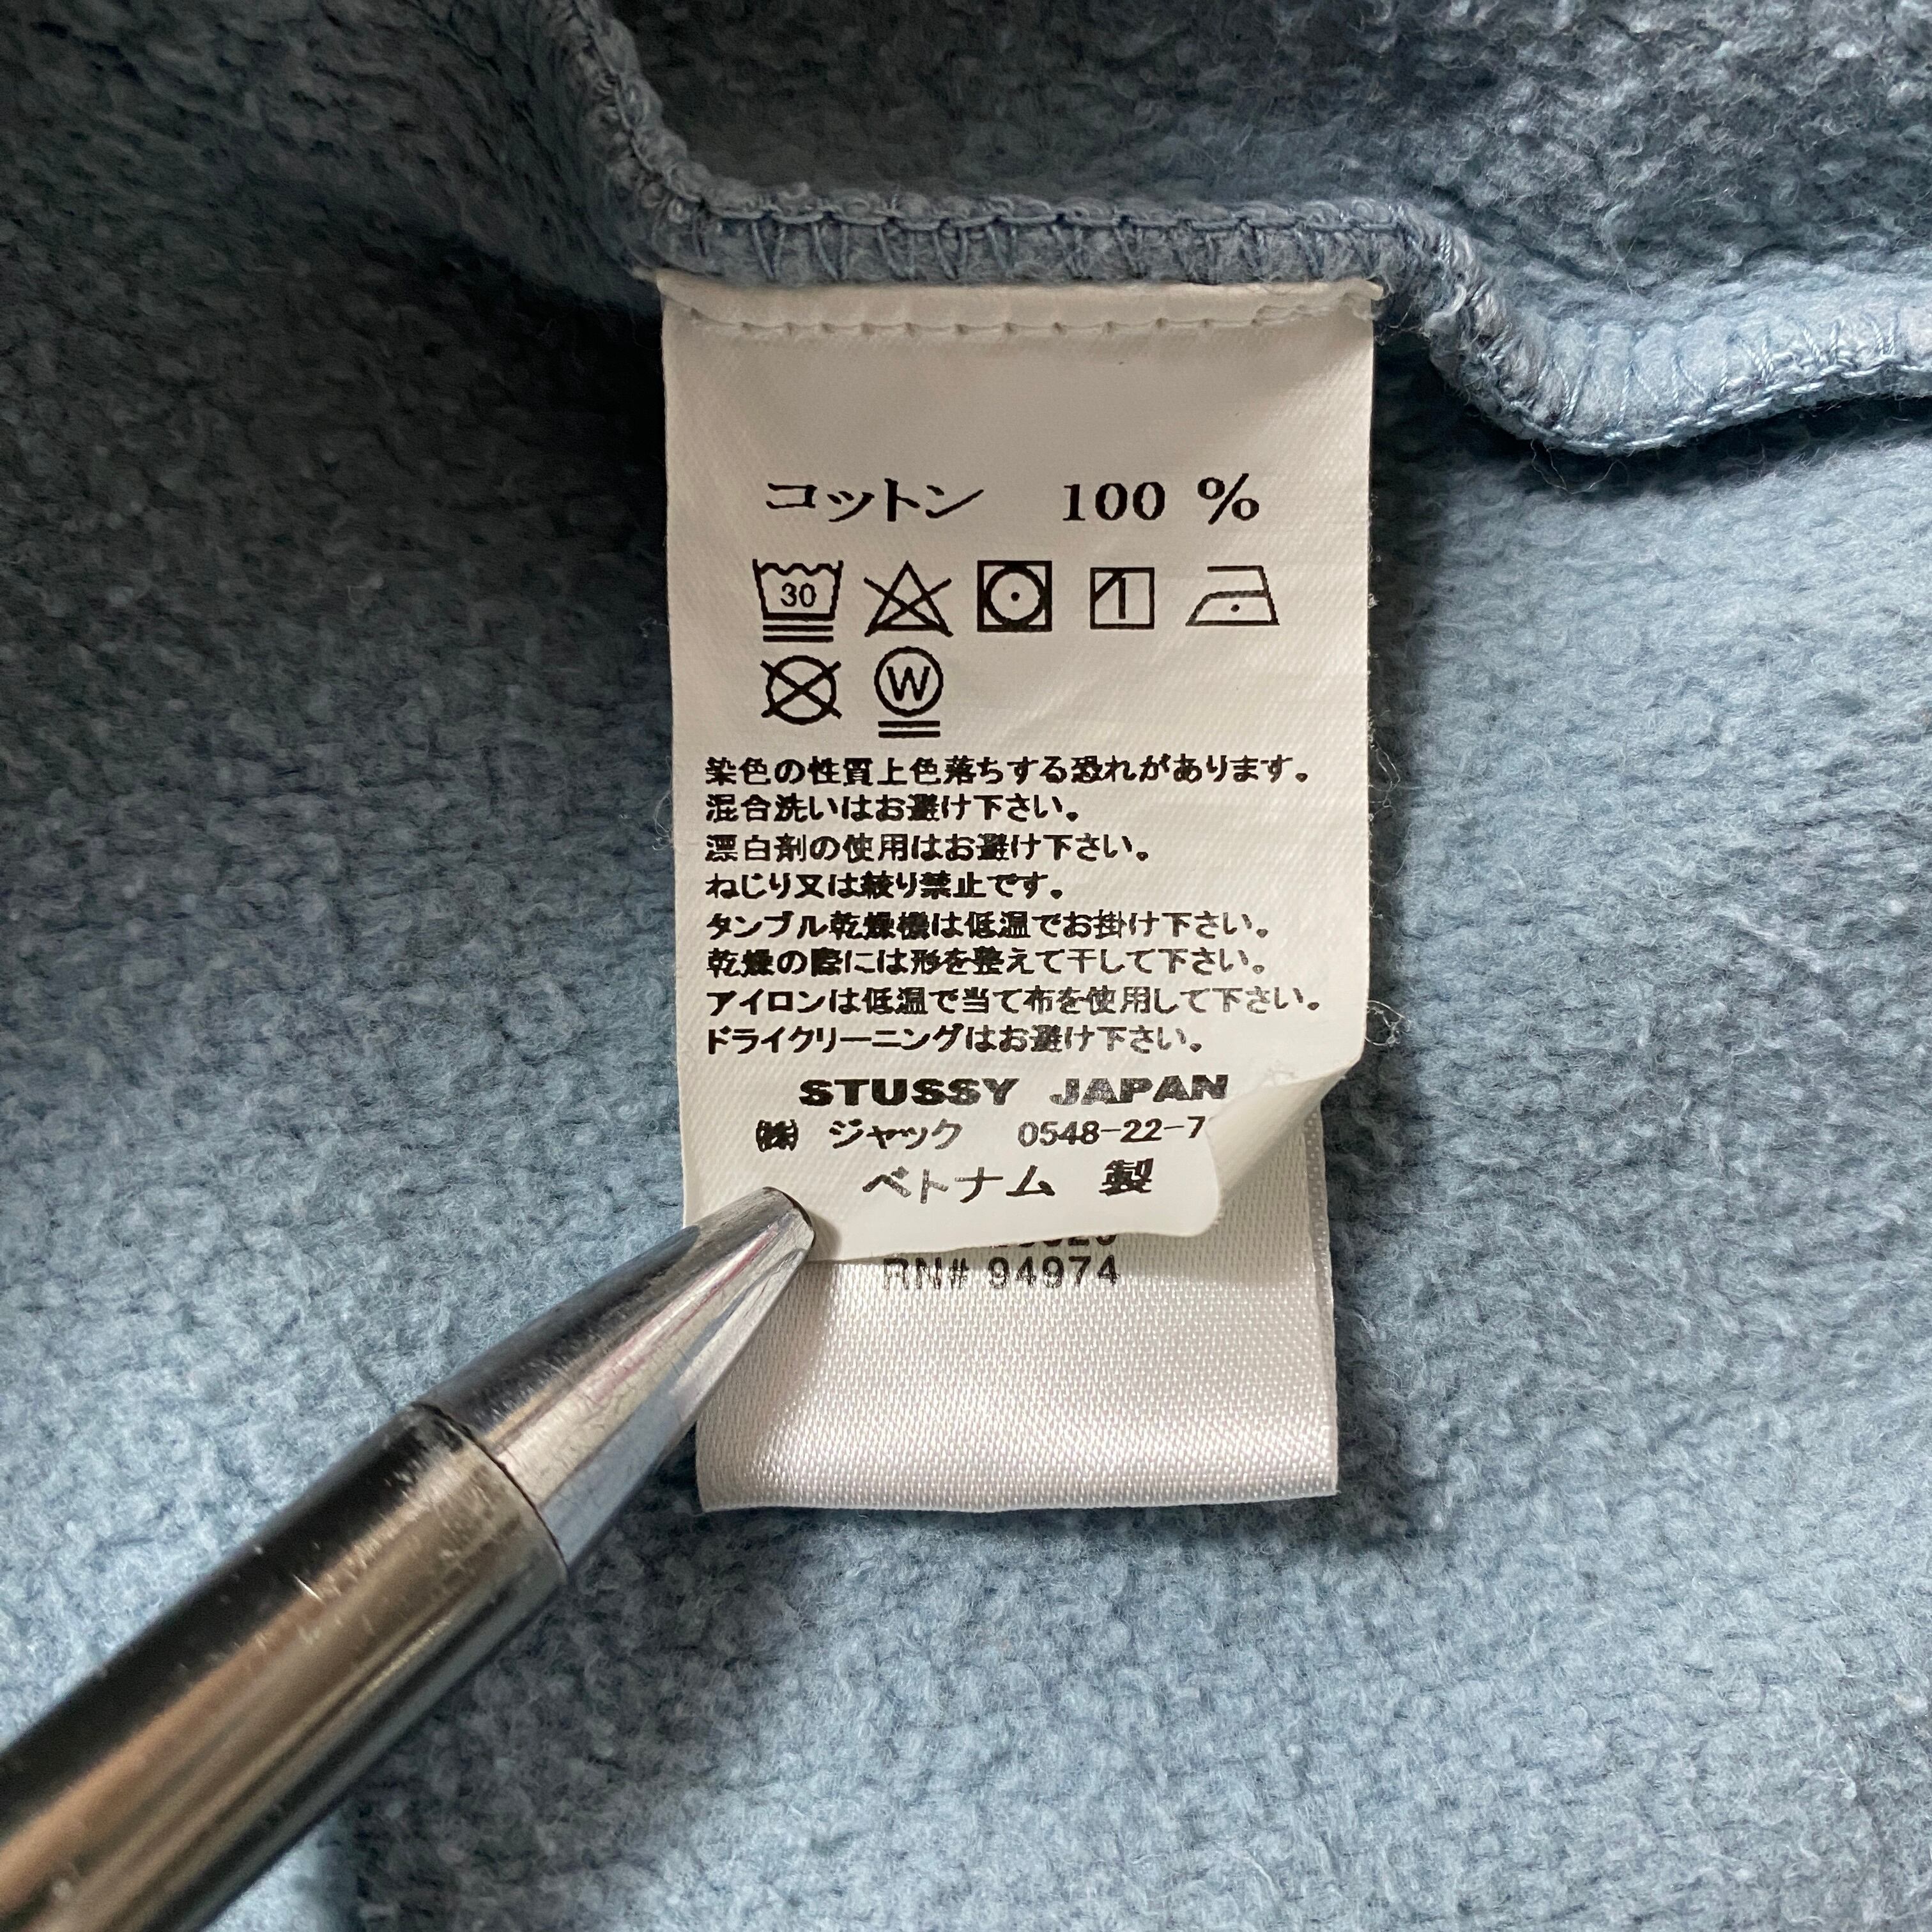 コットン 100 %
30
W
染色の性質上色落ちする恐れがあります。
混合洗いはお避け下さい。
漂白剤の使用はお避け下さい。
ねじり又は絞り禁止です。
タンブル乾燥機は低温でお掛け下さい。
乾燥の際には形を整えて干して下さい。
アイロンは低温で当て布を使用して下さい。
ドライクリーニングはお避け下さい。
STUSSY JAPAN
㈱ ジャック 0548-22-7
ベトナム 製
RN# 94974